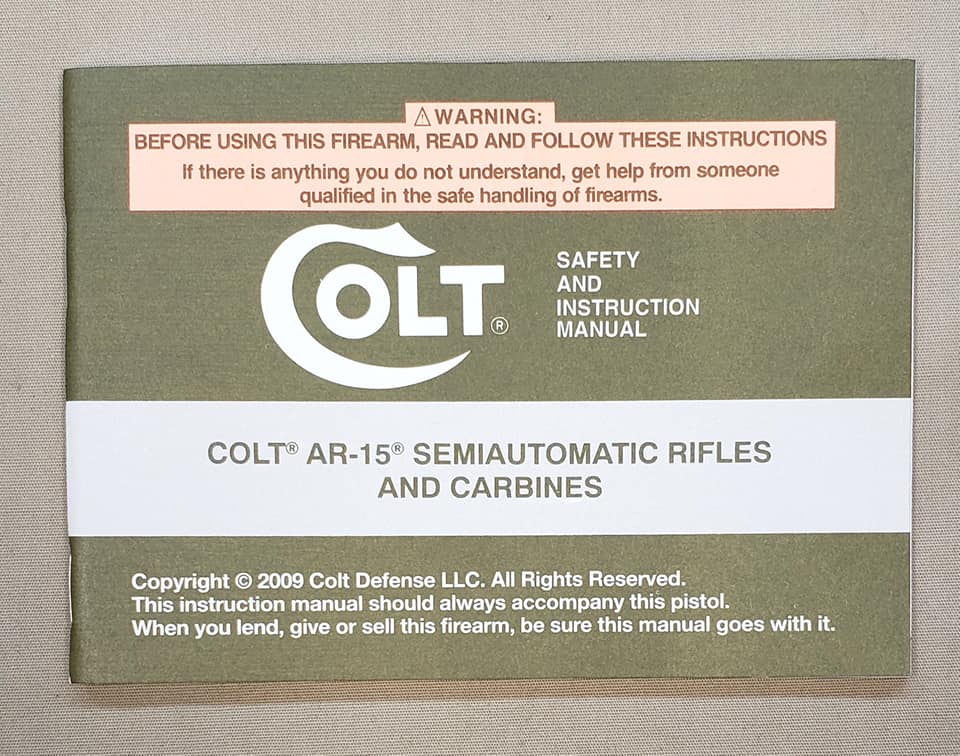 ⚠ WARNING:
BEFORE USING THIS FIREARM, READ AND FOLLOW THESE INSTRUCTIONS
If there is anything you do not understand, get help from someone
qualified in the safe handling of firearms.
COLT®
SAFETY
AND
INSTRUCTION
MANUAL
COLT® AR-15® SEMIAUTOMATIC RIFLES
AND CARBINES
Copyright © 2009 Colt Defense LLC. All Rights Reserved.
This instruction manual should always accompany this pistol.
When you lend, give or sell this firearm, be sure this manual goes with it.